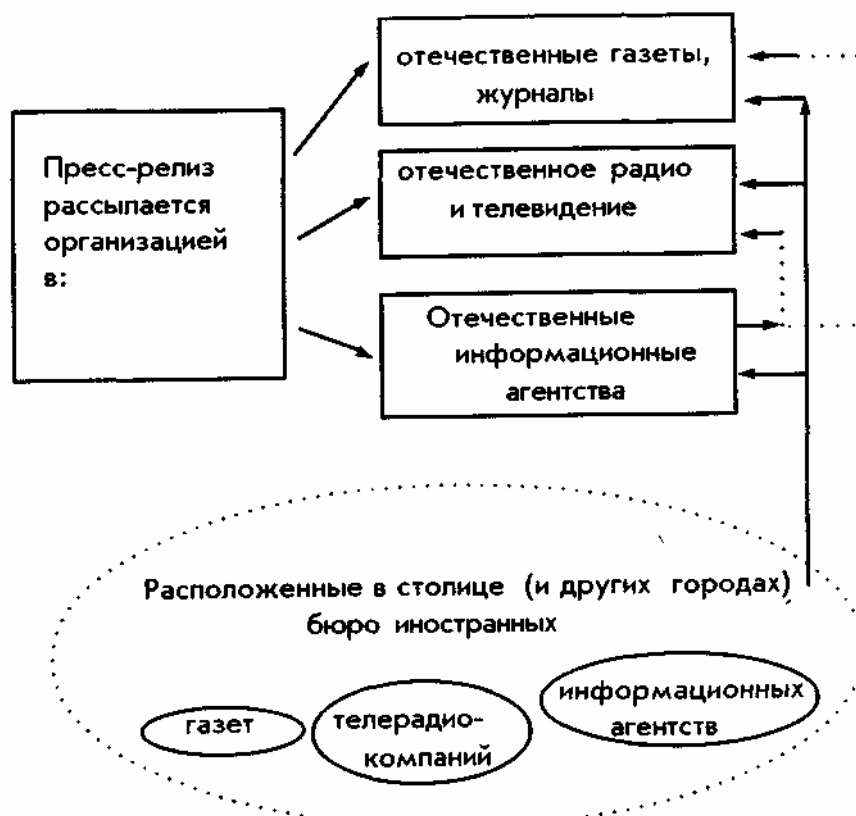 Пресс-релиз
рассылается
организацией
в:
отечественные газеты,
журналы
отечественное радио
и телевидение
Отечественные
информационные
агентства
Расположенные в столице (и других городах)
бюро иностранных
газет
телерадио-
компаний
информационных
агентств